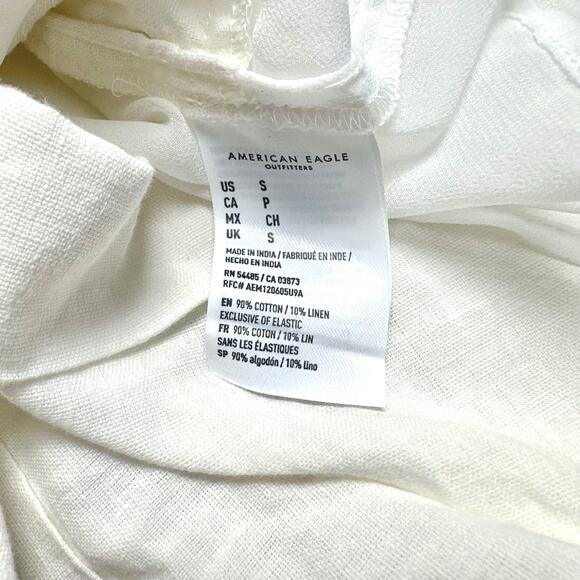 AMERICAN EAGLE
OUTFITTERS
US S
CA P
MX CH
UK S
MADE IN INDIA / FABRIQUÉ EN INDE /
HECHO EN INDIA
RN 54485 / CA 03873
RFC# AEM120605U9A
EN 90% COTTON / 10% LINEN
EXCLUSIVE OF ELASTIC
FR 90% COTON / 10% LIN
SANS LES ÉLASTIQUES
SP 90% algodón / 10% lino